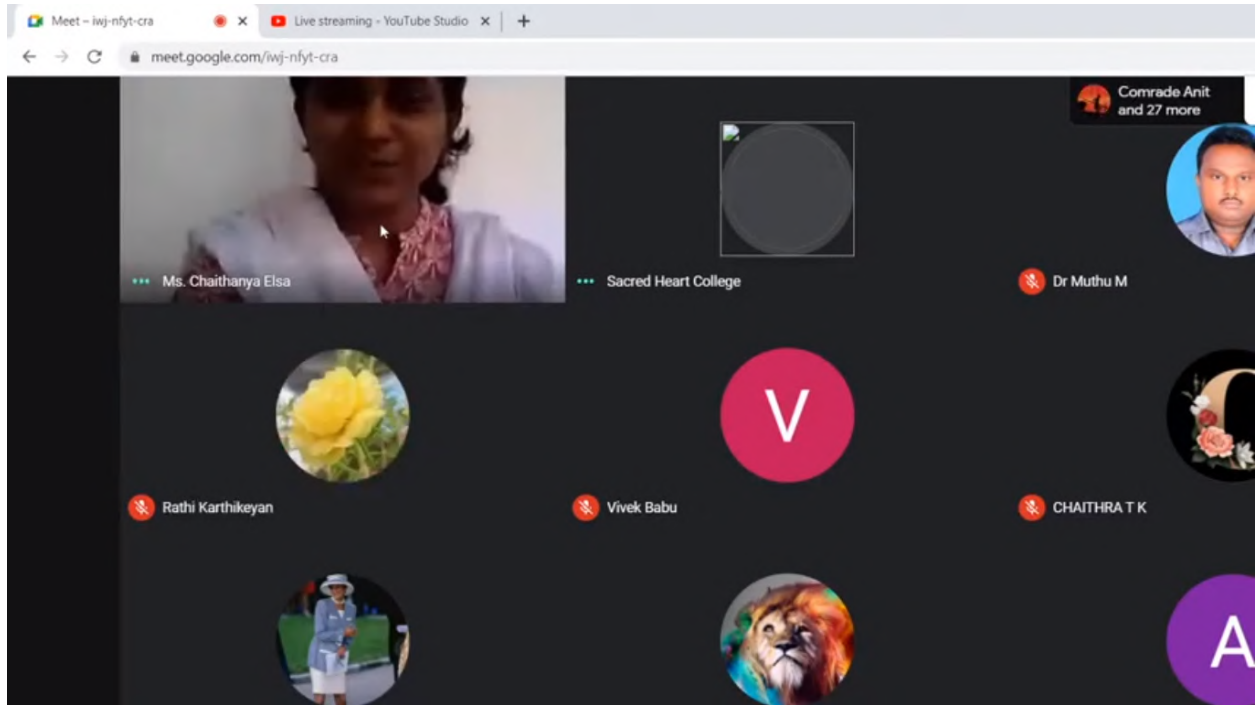 Meet – iwj-nfyt-cra
Live streaming - YouTube Studio
meet.google.com/iwj-nfyt-cra
Comrade Anit
and 27 more
Ms. Chaithanya Elsa
Sacred Heart College
Dr Muthu M
Rathi Karthikeyan
V
Vivek Babu
CHAITHRA T K
A